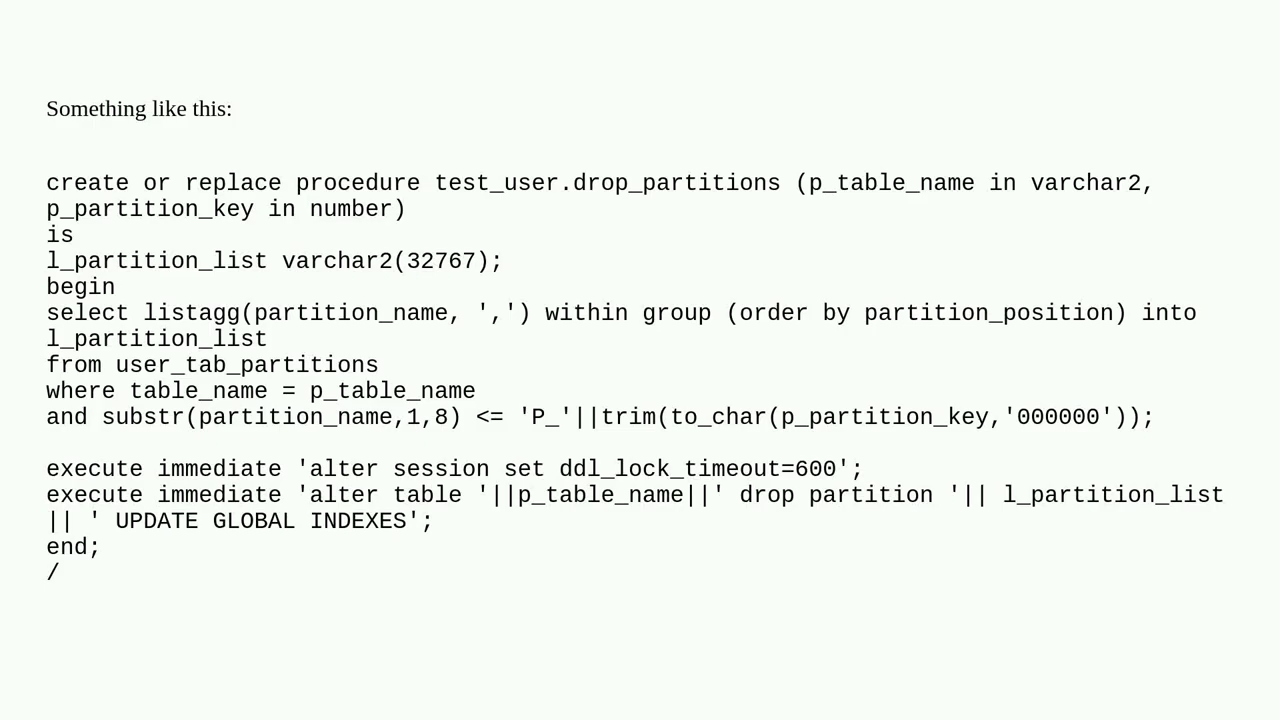 Something like this:
create or replace procedure test_user.drop_partitions (p_table_name in varchar2,
p_partition_key in number)
is
l_partition_list varchar2(32767);
begin
select listagg(partition_name, ',') within group (order by partition_position) into
l_partition_list
from user_tab_partitions
where table_name = p_table_name
and substr(partition_name,1,8) <= 'P_'||trim(to_char(p_partition_key,'000000'));
execute immediate 'alter session set ddl_lock_timeout=600';
execute immediate 'alter table '||p_table_name||' drop partition '|| l_partition_list
|| ' UPDATE GLOBAL INDEXES';
end;
/